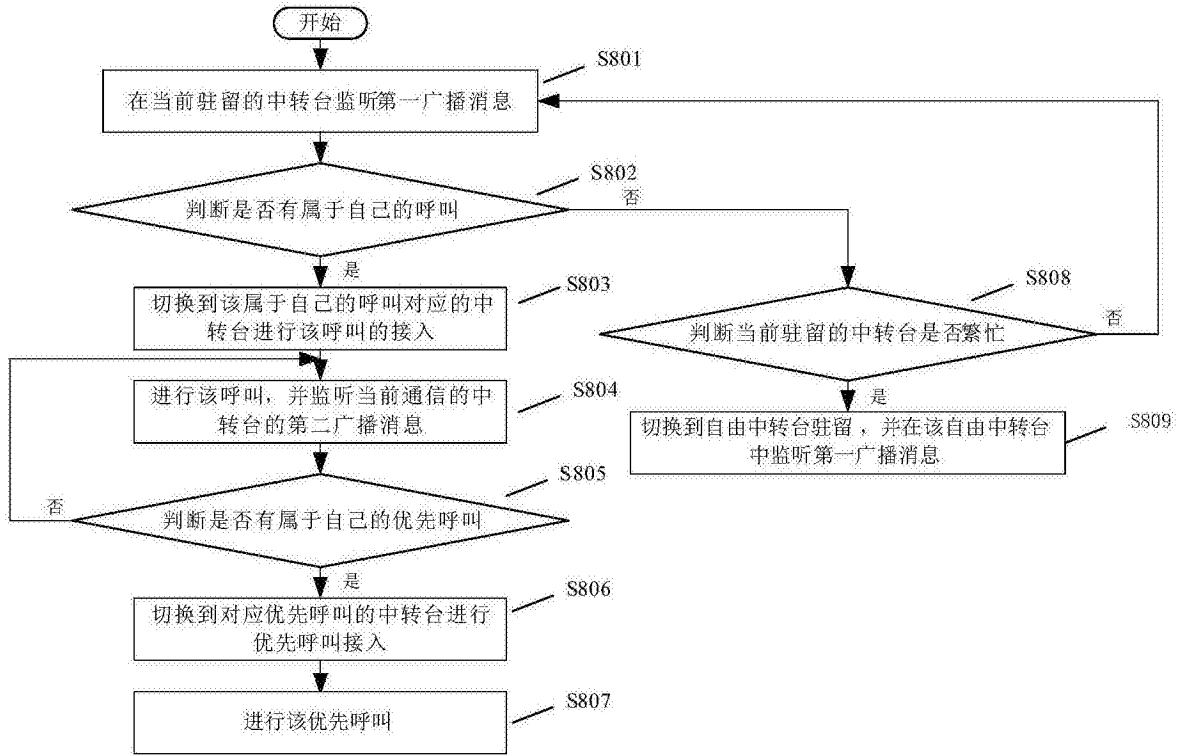 开始
S801
在当前驻留的中转台监听第一广播消息
S802
判断是否有属于自己的呼叫
否
是
S803
切换到该属于自己的呼叫对应的中
转台进行该呼叫的接入
S808
判断当前驻留的中转台是否繁忙
否
是
S804
进行该呼叫，并监听当前通信的中
转台的第二广播消息
S809
切换到自由中转台驻留，并在该自由中转台
中监听第一广播消息
S805
判断是否有属于自己的优先呼叫
否
是
S806
切换到对应优先呼叫的中转台进行
优先呼叫接入
S807
进行该优先呼叫